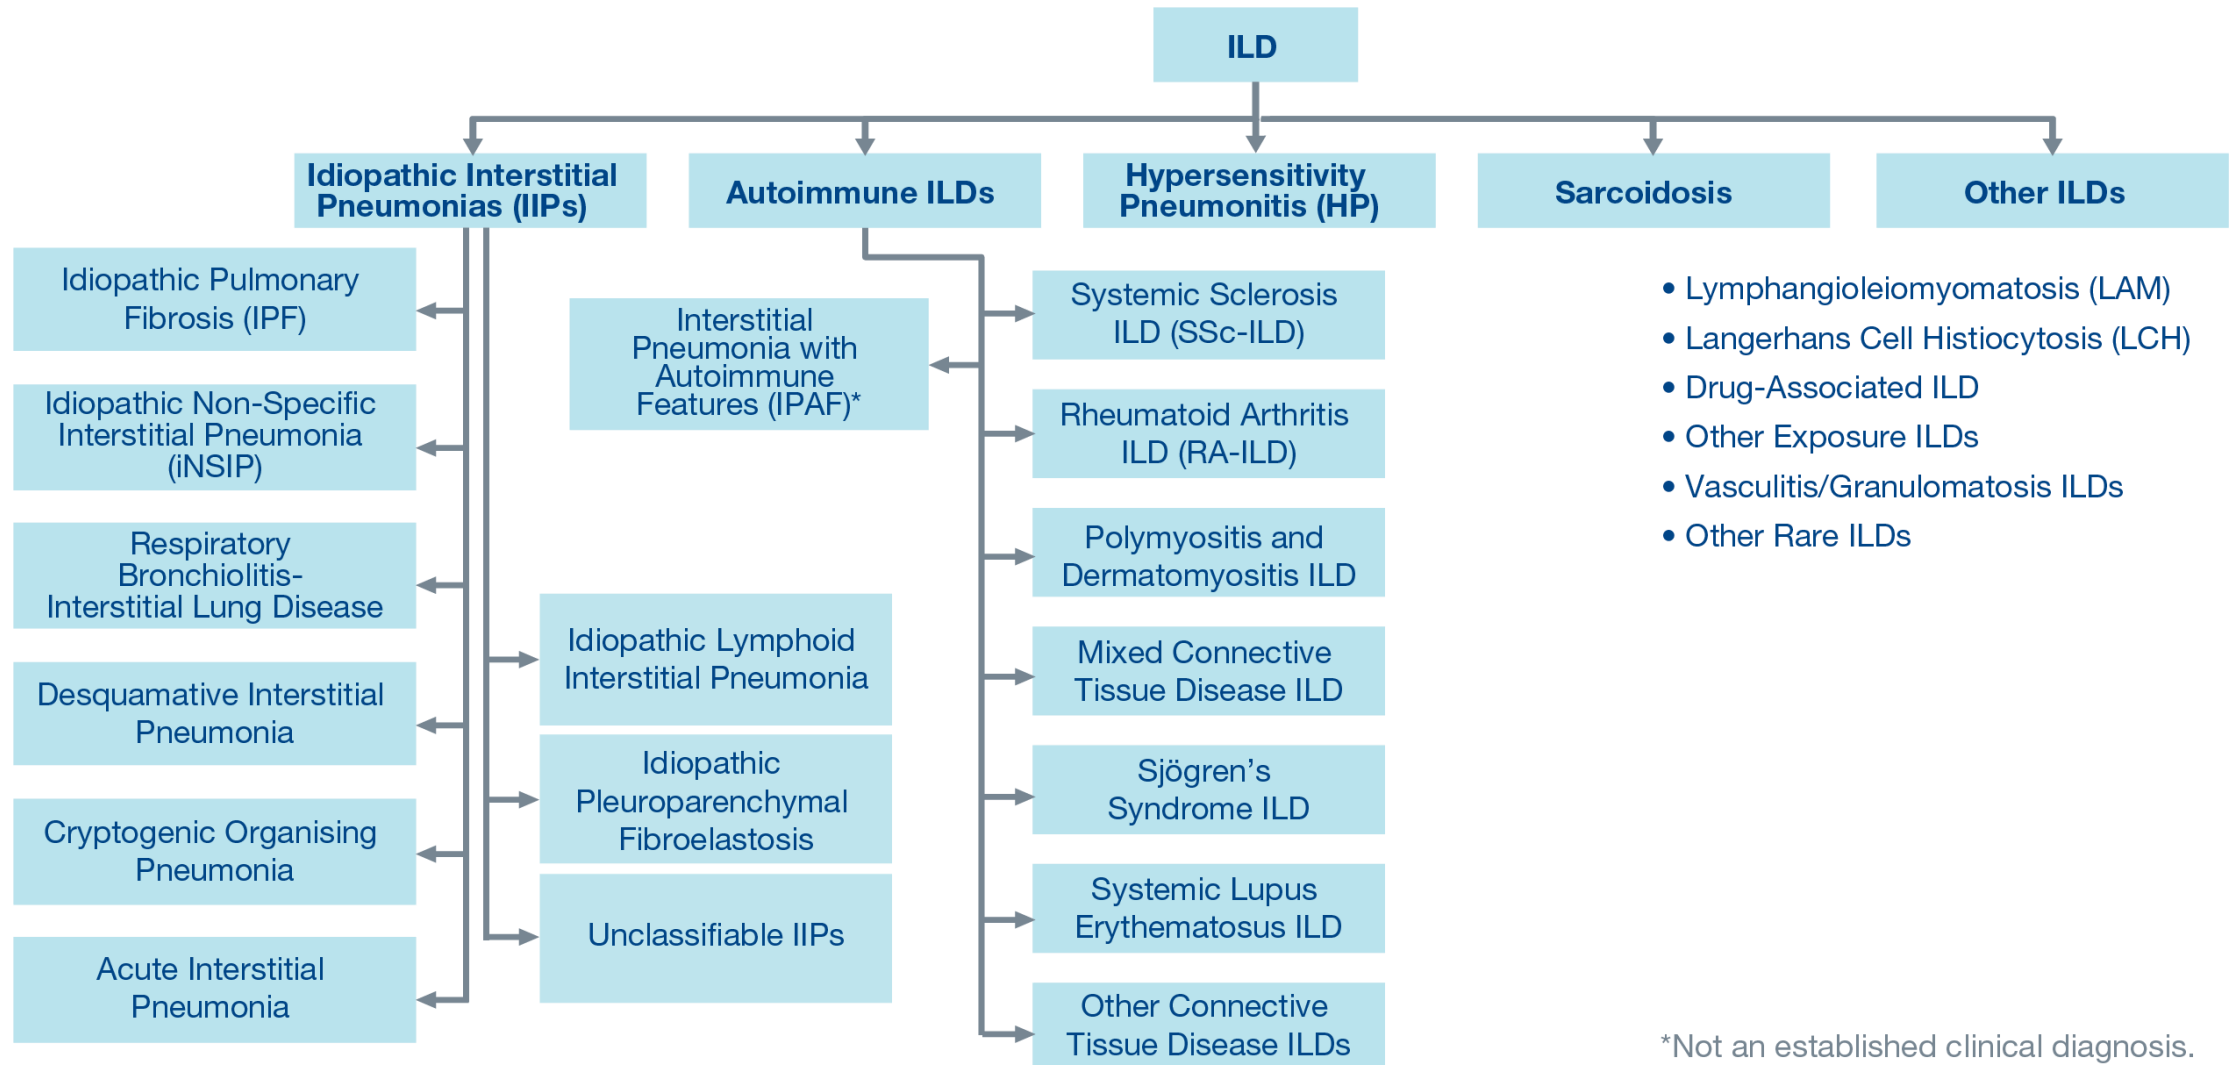 ILD
Idiopathic Interstitial
Pneumonias (IIPs)
Autoimmune ILDs
Hypersensitivity
Pneumonitis (HP)
Sarcoidosis
Other ILDs
Idiopathic Pulmonary
Fibrosis (IPF)
Idiopathic Non-Specific
Interstitial Pneumonia
(iNSIP)
Respiratory
Bronchiolitis-
Interstitial Lung Disease
Desquamative Interstitial
Pneumonia
Cryptogenic Organising
Pneumonia
Acute Interstitial
Pneumonia
Idiopathic Lymphoid
Interstitial Pneumonia
Idiopathic
Pleuroparenchymal
Fibroelastosis
Unclassifiable IIPs
Interstitial
Pneumonia with
Autoimmune
Features (IPAF)*
Systemic Sclerosis
ILD (SSc-ILD)
Rheumatoid Arthritis
ILD (RA-ILD)
Polymyositis and
Dermatomyositis ILD
Mixed Connective
Tissue Disease ILD
Sjögren’s
Syndrome ILD
Systemic Lupus
Erythematosus ILD
Other Connective
Tissue Disease ILDs
• Lymphangioleiomyomatosis (LAM)
• Langerhans Cell Histiocytosis (LCH)
• Drug-Associated ILD
• Other Exposure ILDs
• Vasculitis/Granulomatosis ILDs
• Other Rare ILDs
*Not an established clinical diagnosis.